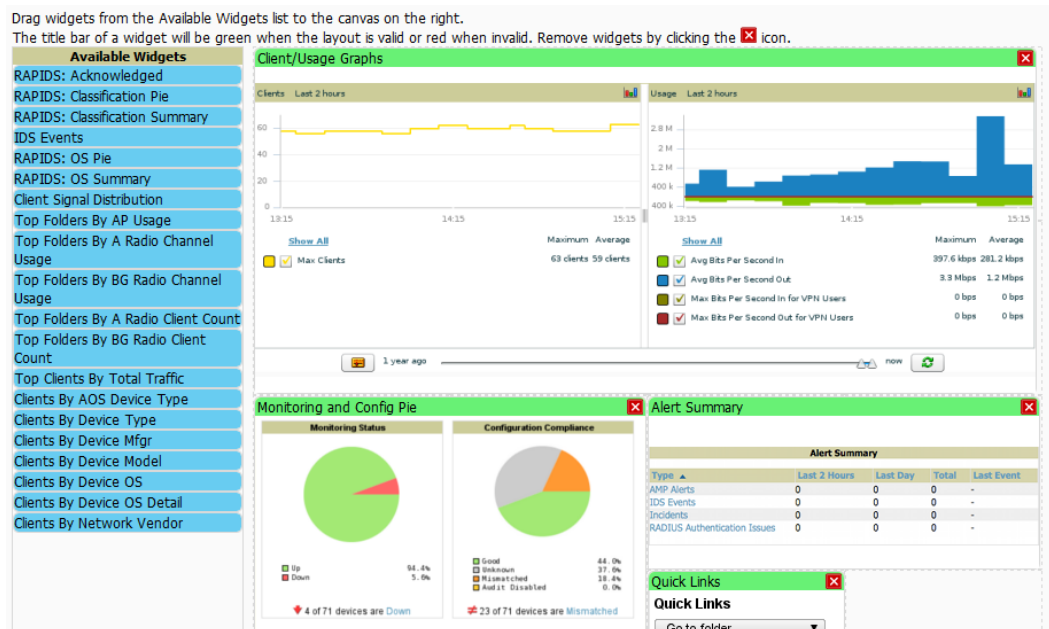 Drag widgets from the Available Widgets list to the canvas on the right.
The title bar of a widget will be green when the layout is valid or red when invalid. Remove widgets by clicking the icon.
Available Widgets
RAPIDS: Acknowledged
RAPIDS: Classification Pie
RAPIDS: Classification Summary
IDS Events
RAPIDS: OS Pie
RAPIDS: OS Summary
Client Signal Distribution
Top Folders By AP Usage
Top Folders By A Radio Channel
Usage
Top Folders By BG Radio Channel
Usage
Top Folders By A Radio Client Count
Top Folders By BG Radio Client
Count
Top Clients By Total Traffic
Clients By AOS Device Type
Clients By Device Type
Clients By Device Mfgr
Clients By Device Model
Clients By Device OS
Clients By Device OS Detail
Clients By Network Vendor
Client/Usage Graphs
Clients Last 2 hours
60
40
20
0
13:15 14:15 15:15
Show All Maximum Average
Max Clients 63 clients 59 clients
Usage Last 2 hours
2.8 M
2 M
1.2 M
400 k
400 k
13:15 14:15 15:15
Show All Maximum Average
Avg Bits Per Second In 397.6 kbps 281.2 kbps
Avg Bits Per Second Out 3.3 Mbps 1.2 Mbps
Max Bits Per Second In for VPN Users 0 bps 0 bps
Max Bits Per Second Out for VPN Users 0 bps 0 bps
1 year ago now
Monitoring and Config Pie
Monitoring Status
Up 94.4%
Down 5.6%
4 of 71 devices are Down
Configuration Compliance
Good 44.0%
Unknown 37.6%
Mismatched 18.4%
Audit Disabled 0.0%
23 of 71 devices are Mismatched
Alert Summary
Alert Summary
Type Last 2 Hours Last Day Total Last Event
AMP Alerts 0 0 0 -
IDS Events 0 0 0 -
Incidents 0 0 0 -
RADIUS Authentication Issues 0 0 0 -
Quick Links
Quick Links
Go to folder